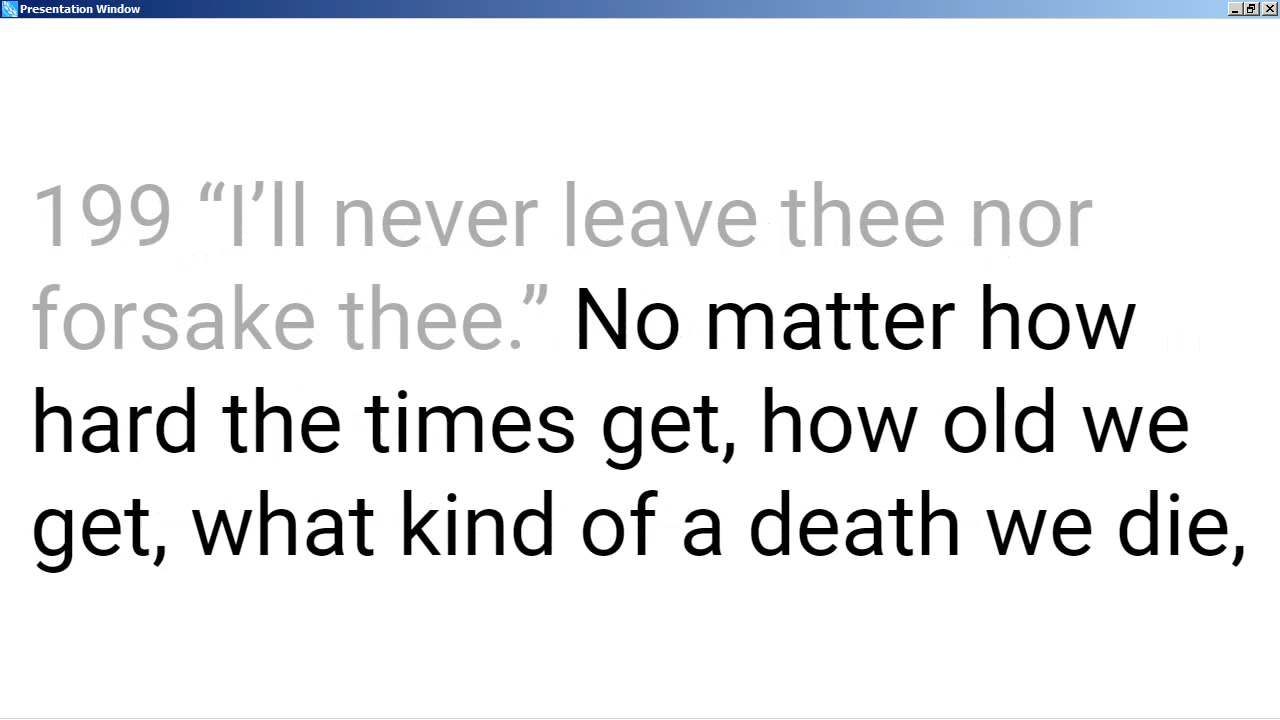 Presentation Window
199 “I’ll never leave thee nor
forsake thee.” No matter how
hard the times get, how old we
get, what kind of a death we die,